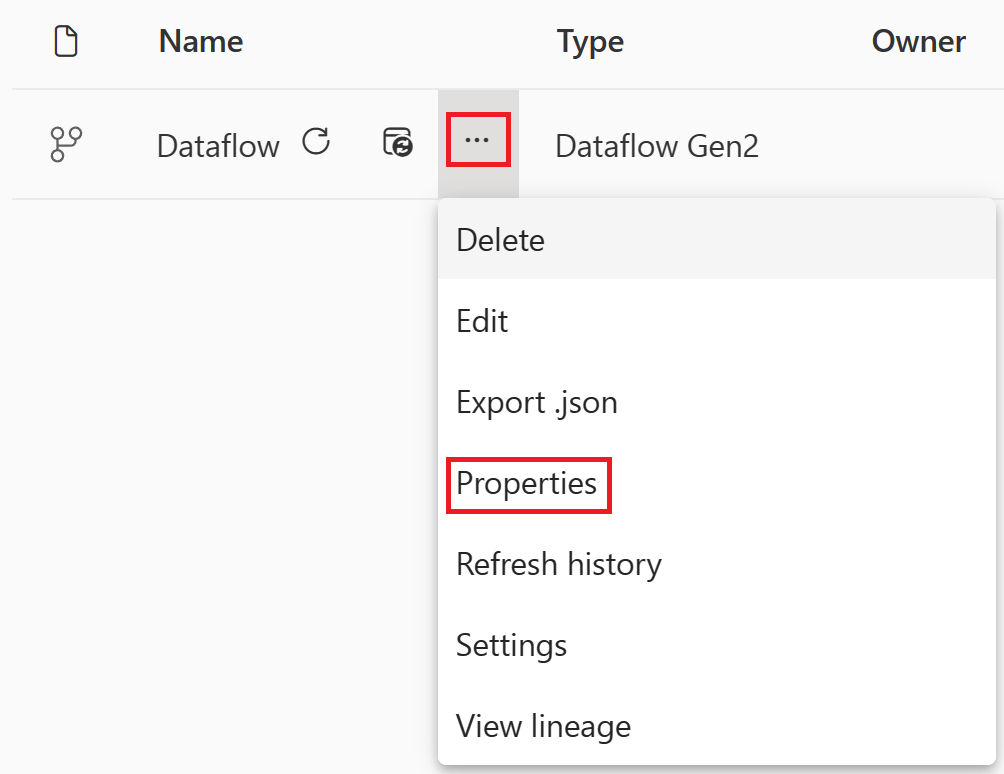 Name Type Owner
Dataflow ... Dataflow Gen2
Delete
Edit
Export .json
Properties
Refresh history
Settings
View lineage